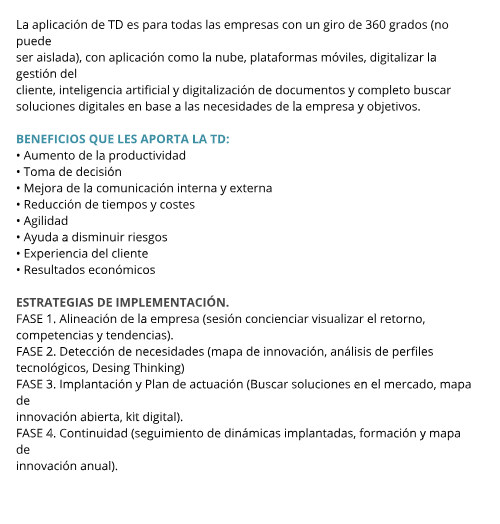 La aplicación de TD es para todas las empresas con un giro de 360 grados (no
puede
ser aislada), con aplicación como la nube, plataformas móviles, digitalizar la
gestión del
cliente, inteligencia artificial y digitalización de documentos y completo buscar
soluciones digitales en base a las necesidades de la empresa y objetivos.
BENEFICIOS QUE LES APORTA LA TD:
• Aumento de la productividad
• Toma de decisión
• Mejora de la comunicación interna y externa
• Reducción de tiempos y costes
• Agilidad
• Ayuda a disminuir riesgos
• Experiencia del cliente
• Resultados económicos
ESTRATEGIAS DE IMPLEMENTACIÓN.
FASE 1. Alineación de la empresa (sesión concienciar visualizar el retorno,
competencias y tendencias).
FASE 2. Detección de necesidades (mapa de innovación, análisis de perfiles
tecnológicos, Desing Thinking)
FASE 3. Implantación y Plan de actuación (Buscar soluciones en el mercado, mapa
de
innovación abierta, kit digital).
FASE 4. Continuidad (seguimiento de dinámicas implantadas, formación y mapa
de
innovación anual).